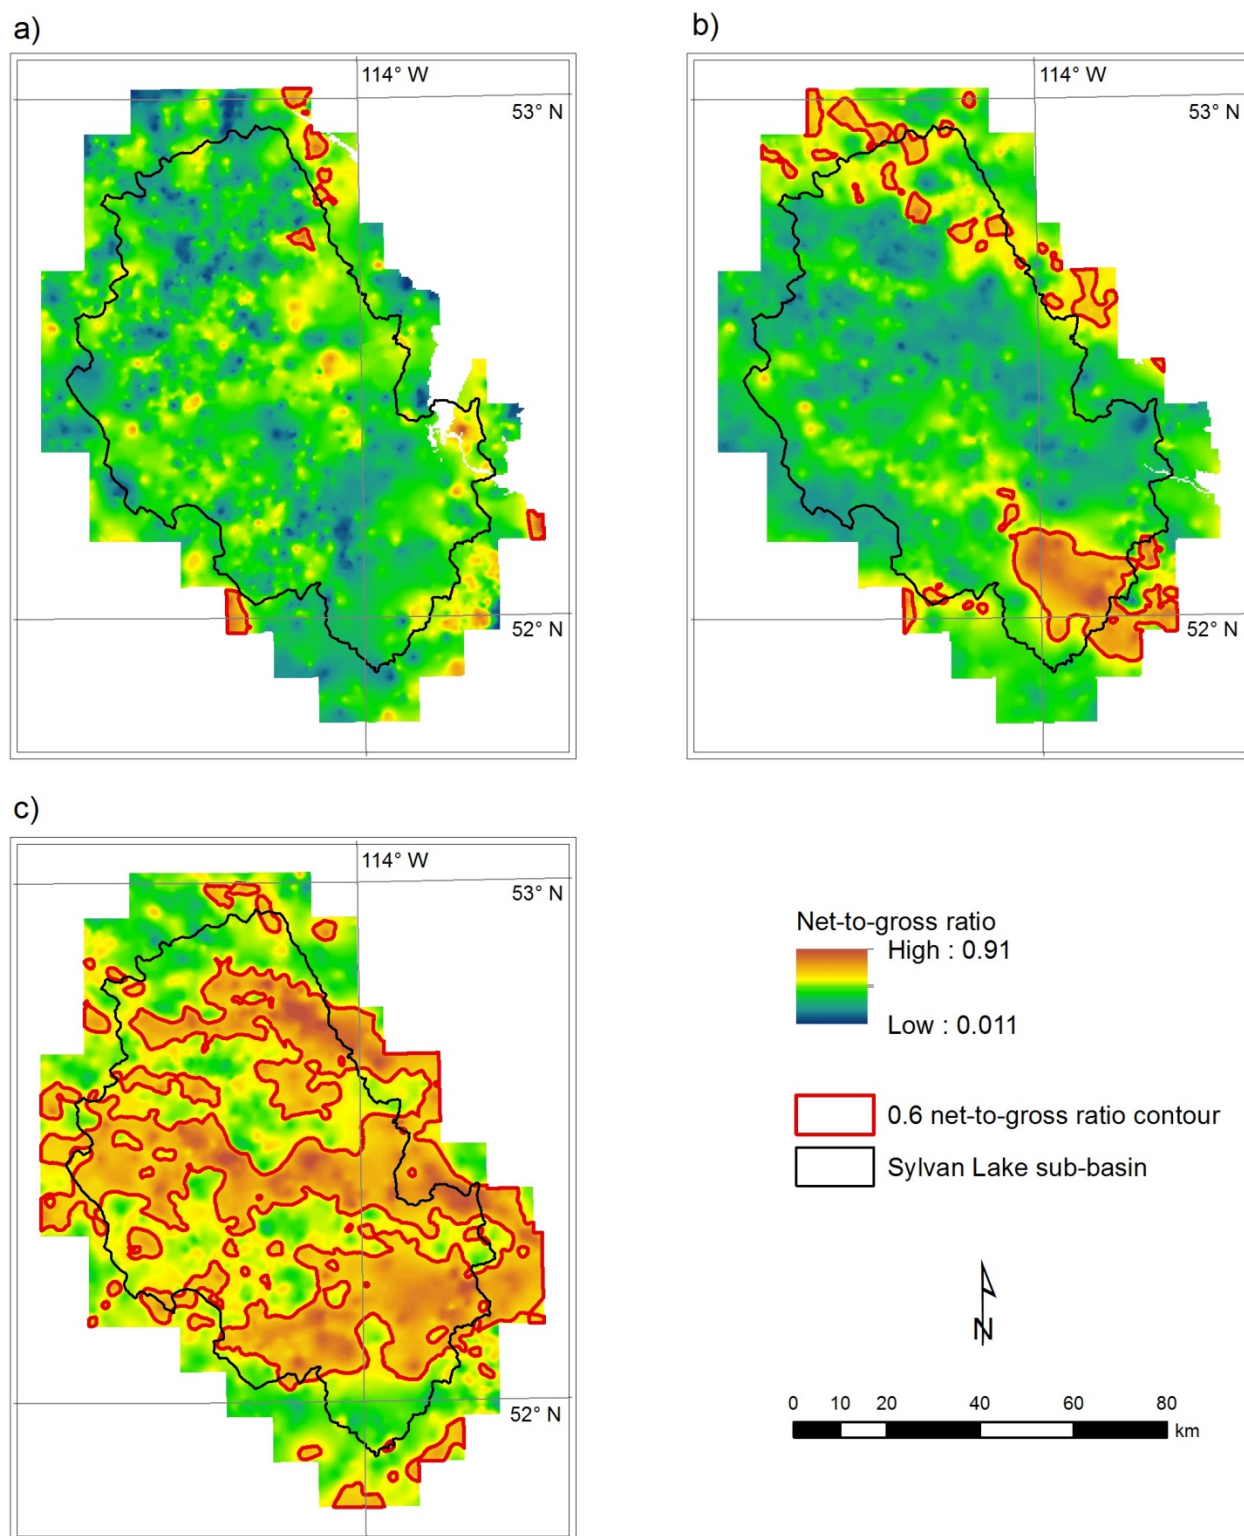 a)
114° W
53° N
52° N
b)
114° W
53° N
52° N
c)
114° W
53° N
52° N
Net-to-gross ratio
High : 0.91
Low : 0.011
0.6 net-to-gross ratio contour
Sylvan Lake sub-basin
N
0 10 20 40 60 80
km